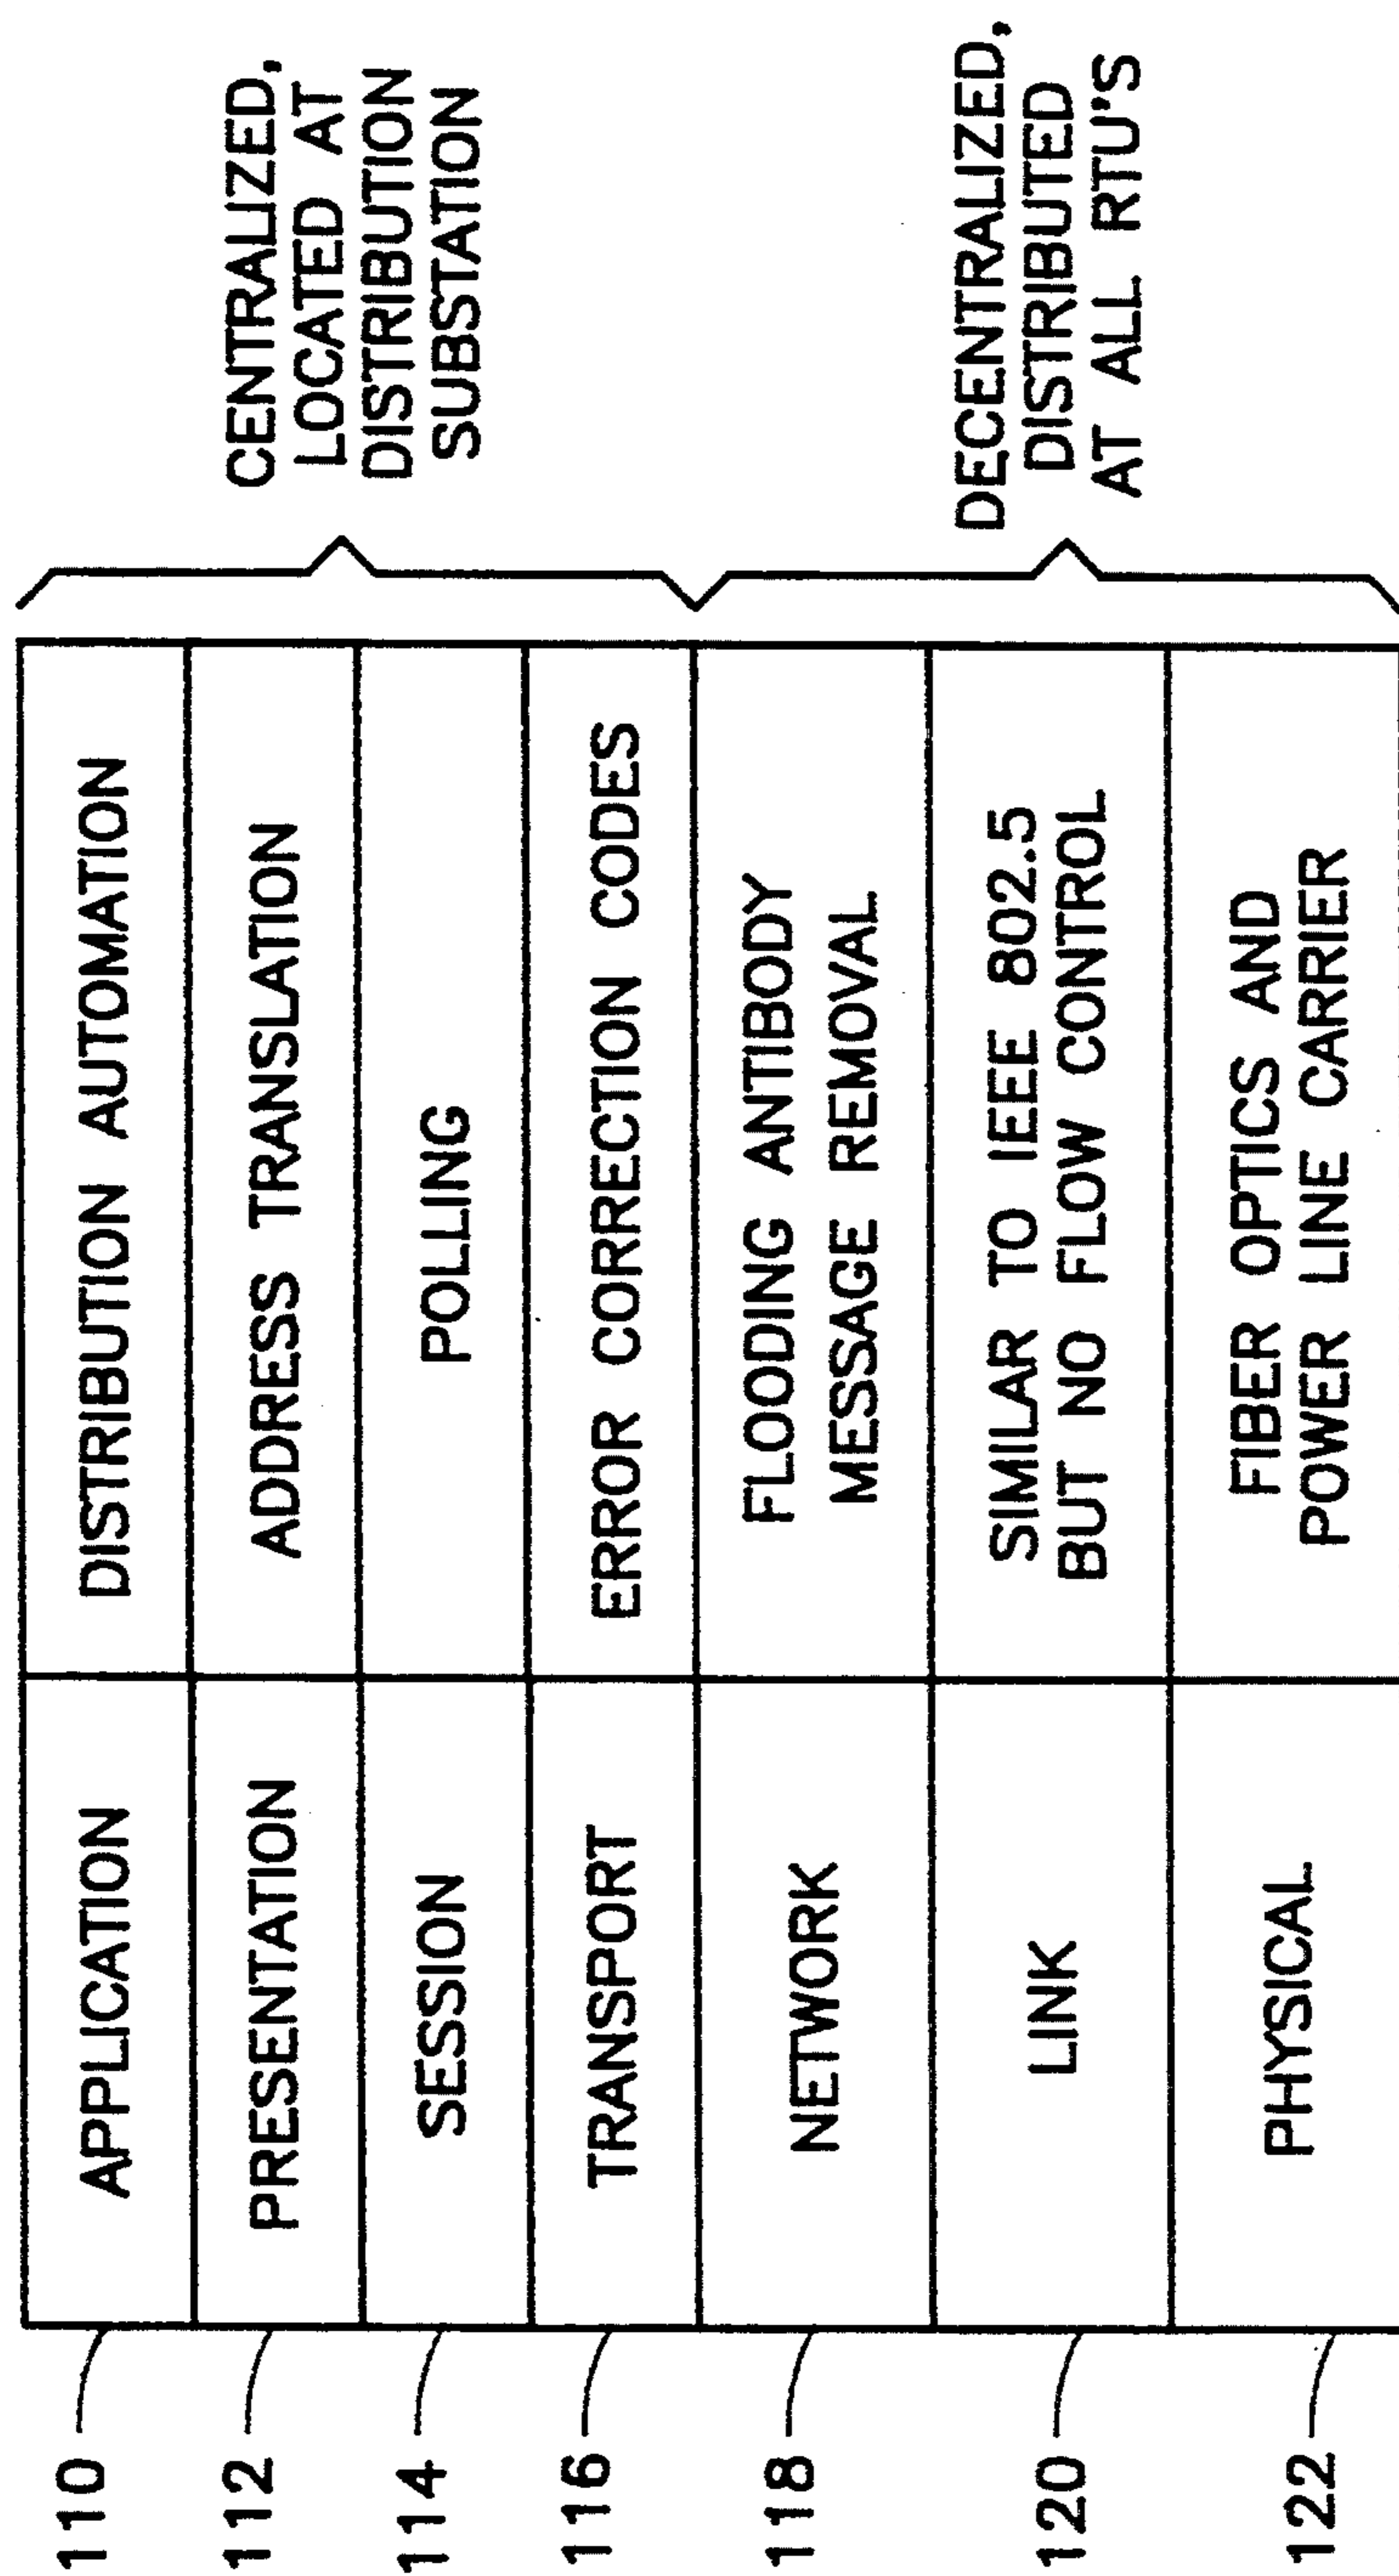 110
APPLICATION
DISTRIBUTION AUTOMATION
112
PRESENTATION
ADDRESS TRANSLATION
114
SESSION
POLLING
116
TRANSPORT
ERROR CORRECTION CODES
CENTRALIZED,
LOCATED AT
DISTRIBUTION
SUBSTATION
118
NETWORK
FLOODING ANTIBODY
MESSAGE REMOVAL
120
LINK
SIMILAR TO IEEE 802.5
BUT NO FLOW CONTROL
122
PHYSICAL
FIBER OPTICS AND
POWER LINE CARRIER
DECENTRALIZED,
DISTRIBUTED
AT ALL RTU'S